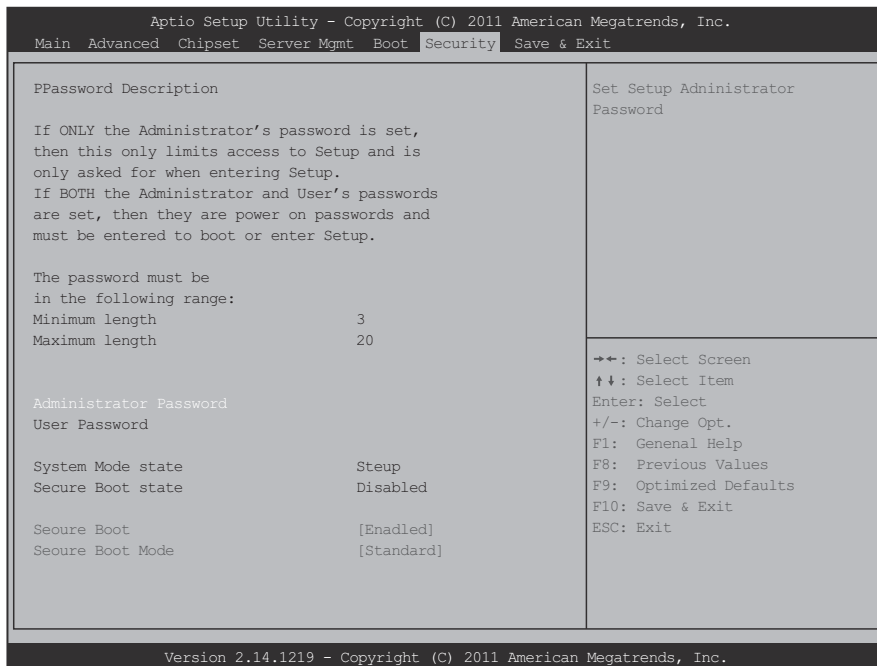 Aptio Setup Utility - Copyright (C) 2011 American Megatrends, Inc.
Main Advanced Chipset Server Mgmt Boot Security Save & Exit
PPassword Description
If ONLY the Administrator's password is set,
then this only limits access to Setup and is
only asked for when entering Setup.
If BOTH the Administrator and User's passwords
are set, then they are power on passwords and
must be entered to boot or enter Setup.
The password must be
in the following range:
Minimum length 3
Maximum length 20
Administrator Password
User Password
System Mode state Steup
Secure Boot state Disabled
Seoure Boot [Enadled]
Seoure Boot Mode [Standard]
Set Setup Adninistrator
Password
→←: Select Screen
↑↓: Select Item
Enter: Select
+/-: Change Opt.
F1: Genenal Help
F8: Previous Values
F9: Optimized Defaults
F10: Save & Exit
ESC: Exit
Version 2.14.1219 - Copyright (C) 2011 American Megatrends, Inc.